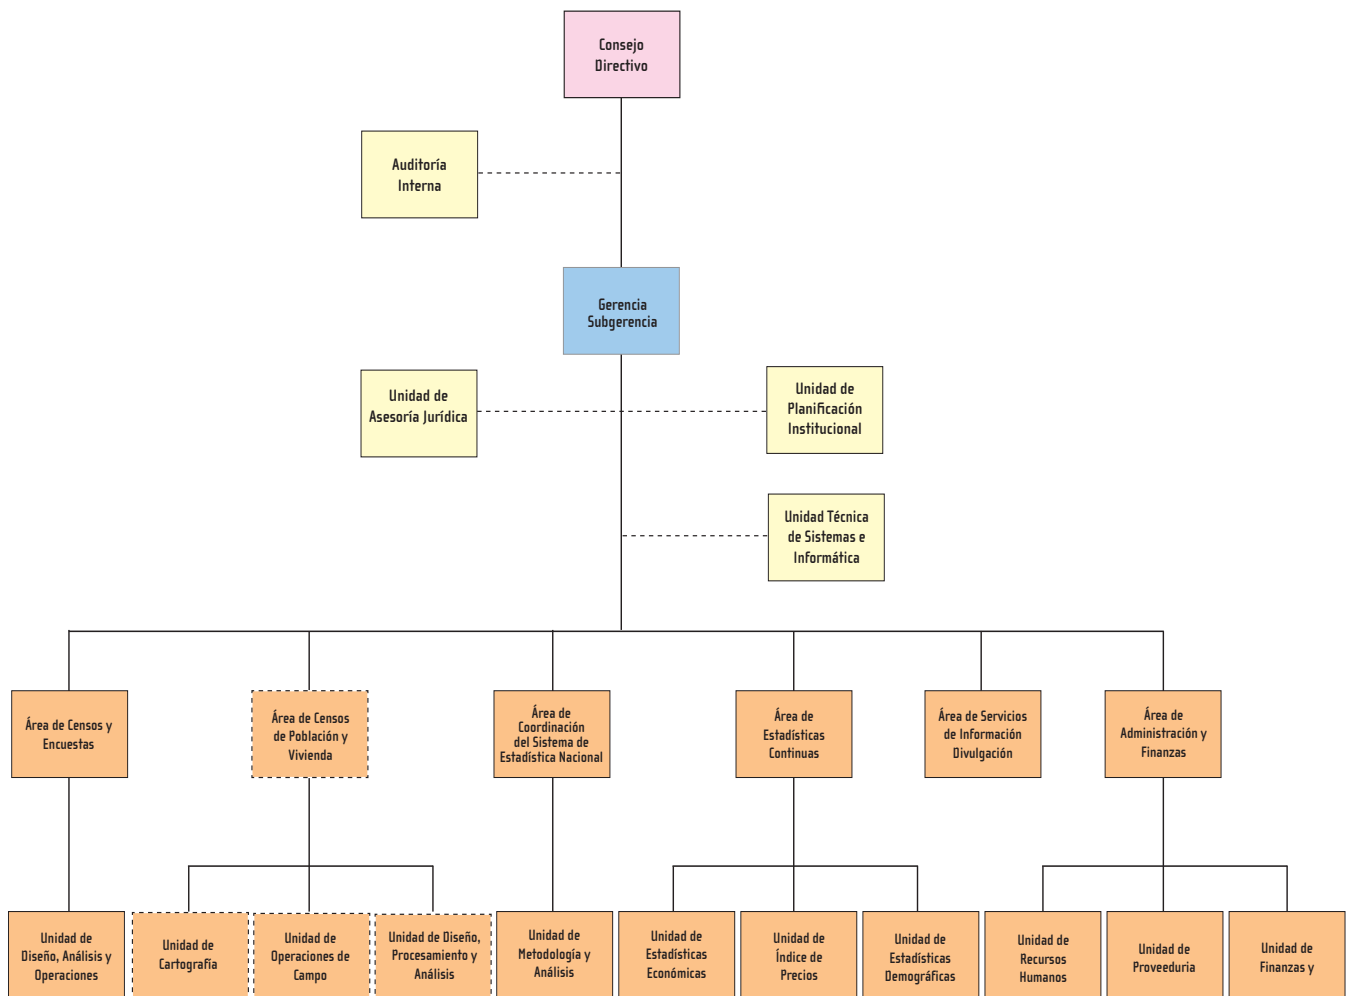 Consejo
Directivo
Auditoría
Interna
Gerencia
Subgerencia
Unidad de
Asesoría Jurídica
Unidad de
Planificación
Institucional
Unidad Técnica
de Sistemas e
Informática
Área de Censos y
Encuestas
Área de Censos
de Población y
Vivienda
Área de
Coordinación
del Sistema de
Estadística Nacional
Área de
Estadísticas
Continuas
Área de Servicios
de Información
Divulgación
Área de
Administración y
Finanzas
Unidad de
Diseño, Análisis y
Operaciones
Unidad de
Cartografía
Unidad de
Operaciones de
Campo
Unidad de Diseño,
Procesamiento y
Análisis
Unidad de
Metodología y
Análisis
Unidad de
Estadísticas
Económicas
Unidad de
Índice de
Precios
Unidad de
Estadísticas
Demográficas
Unidad de
Recursos
Humanos
Unidad de
Proveeduria
Unidad de
Finanzas y